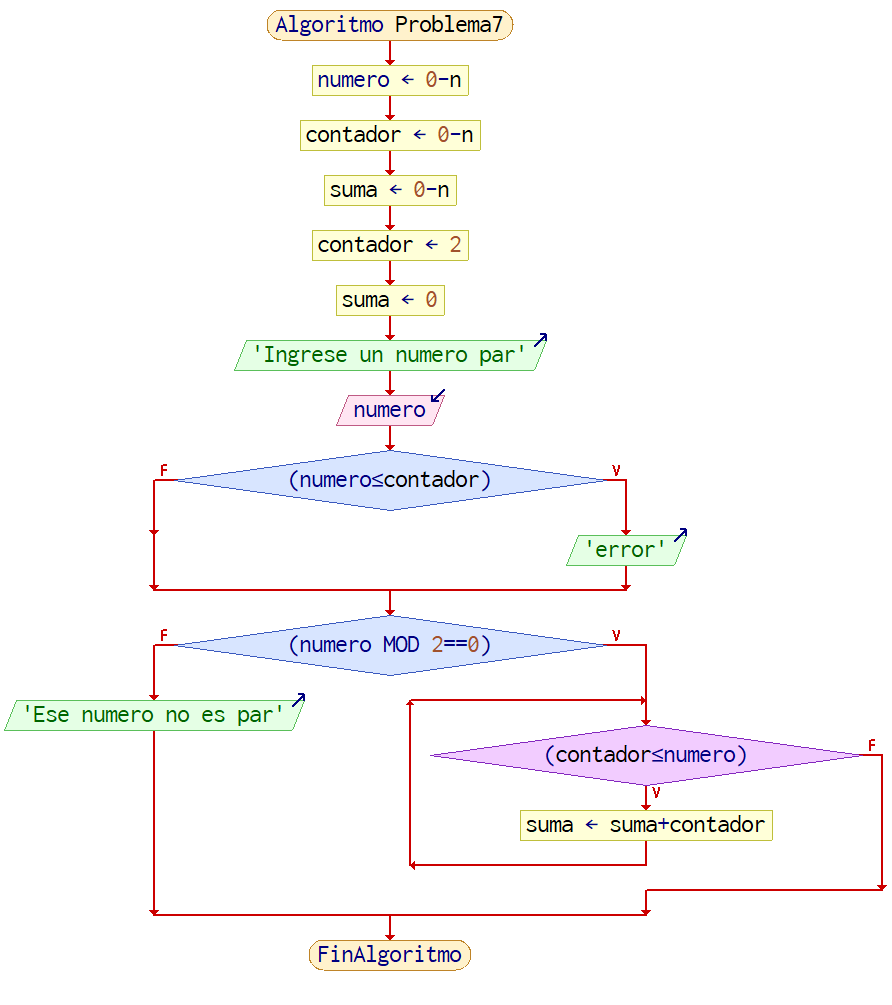 Algoritmo Problema7
numero ← 0-n
contador ← 0-n
suma ← 0-n
contador ← 2
suma ← 0
'Ingrese un numero par'
numero
F
(numero≤contador)
V
'error'
F
(numero MOD 2==0)
V
'Ese numero no es par'
(contador≤numero)
F
V
suma ← suma+contador
FinAlgoritmo